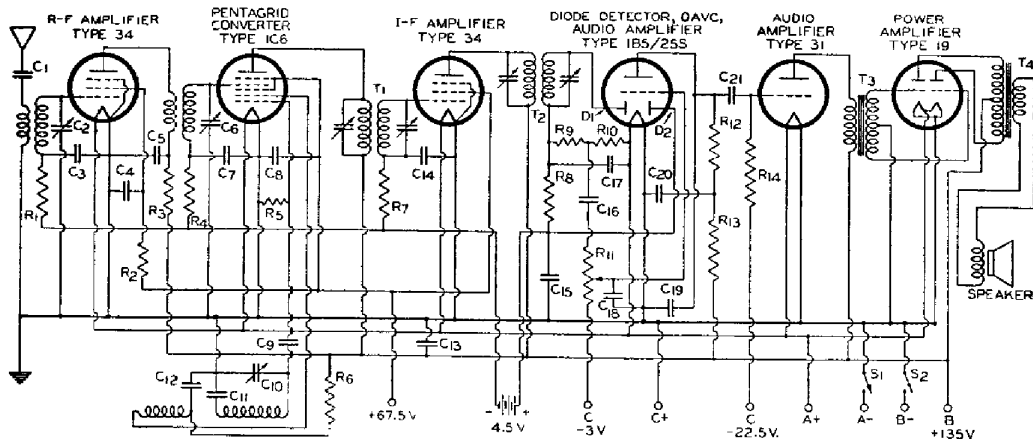 R-F AMPLIFIER
TYPE 34
PENTAGRID
CONVERTER
TYPE 1C6
I-F AMPLIFIER
TYPE 34
DIODE DETECTOR, DAVC,
AUDIO AMPLIFIER
TYPE 1B5/25S
AUDIO
AMPLIFIER
TYPE 31
POWER
AMPLIFIER
TYPE 19
C1
C2
C3
C4
C5
R1
R2
R3
C6
C7
C8
R4
R5
T1
C14
R7
T2
D1
D2
R9
R10
R8
C17
C16
C20
R11
C15
C18
C19
C21
R12
R13
R14
T3
T4
SPEAKER
C9
C10
C11
C12
R6
C13
+67.5V
- +
4.5V
C
-3V
C+
C
-22.5V.
A+
S1
A-
S2
B-
B
+135V